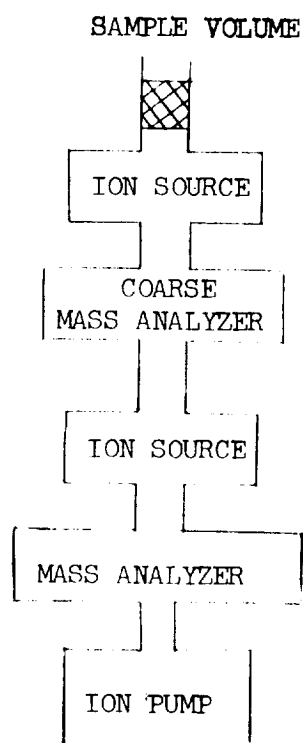 SAMPLE VOLUME
ION SOURCE
COARSE
MASS ANALYZER
ION SOURCE
MASS ANALYZER
ION PUMP